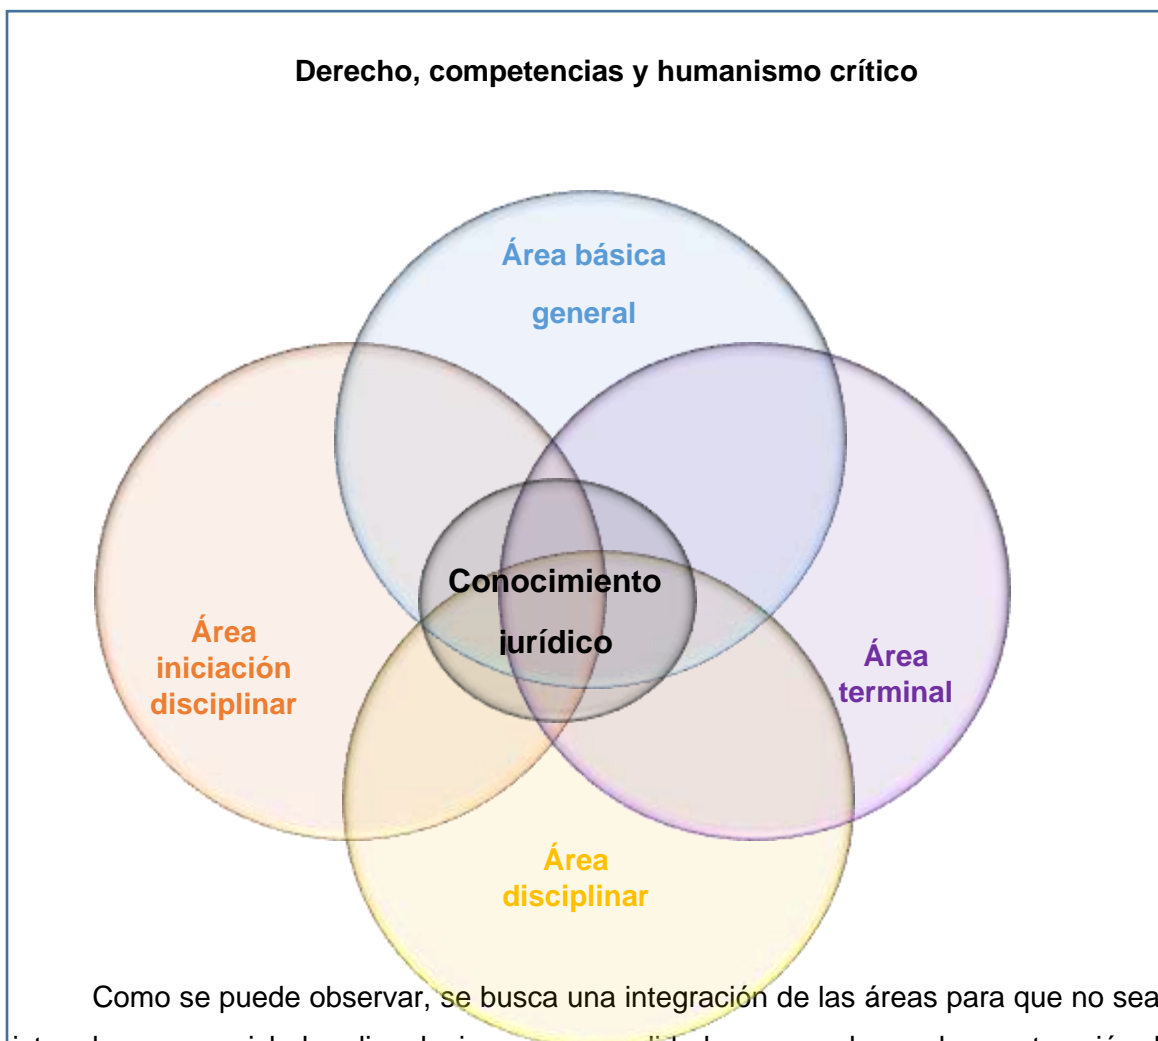 Derecho, competencias y humanismo crítico
Área básica
general
Conocimiento
jurídico
Área
iniciación
disciplinar
Área
terminal
Área
disciplinar
Como se puede observar, se busca una integración de las áreas para que no sea